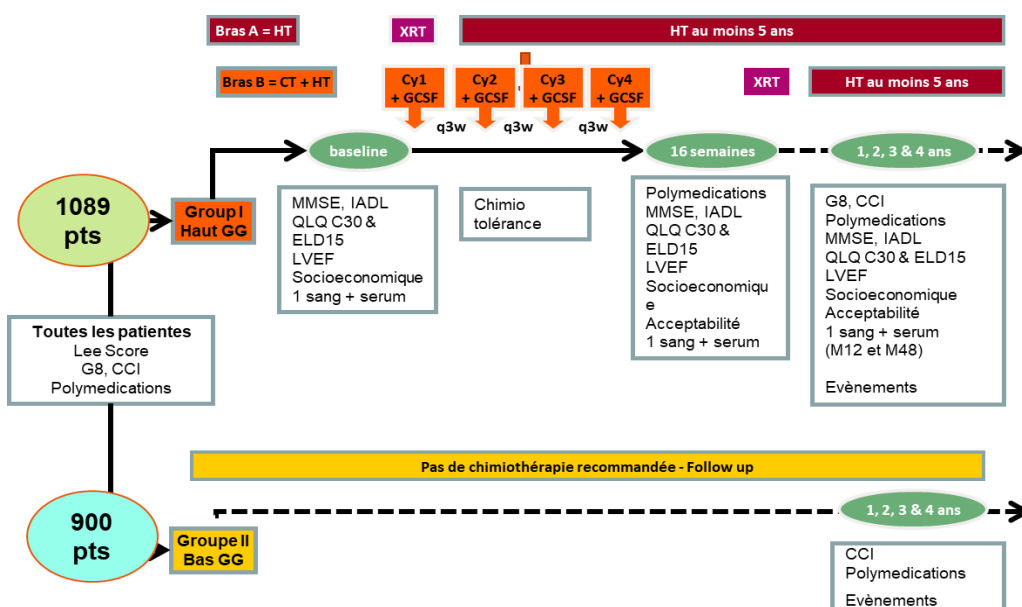 Bras A = HT
XRT
HT au moins 5 ans
Bras B = CT + HT
Cy1
+ GCSF
Cy2
+ GCSF
Cy3
+ GCSF
Cy4
+ GCSF
XRT
HT au moins 5 ans
q3w
q3w
q3w
baseline
16 semaines
1, 2, 3 & 4 ans
1089
pts
Group I
Haut GG
MMSE, IADL
QLQ C30 &
ELD15
LVEF
Socioeconomique
1 sang + serum
Chimio
tolérance
Polymedications
MMSE, IADL
QLQ C30 &
ELD15
LVEF
Socioeconomiqu
e
Acceptabilité
1 sang + serum
G8, CCI
Polymedications
MMSE, IADL
QLQ C30 & ELD15
LVEF
Socioeconomique
Acceptabilité
1 sang + serum
(M12 et M48)
Evènements
Toutes les patientes
Lee Score
G8, CCI
Polymedications
Pas de chimiothérapie recommandée - Follow up
900
pts
Groupe II
Bas GG
1, 2, 3 & 4 ans
CCI
Polymedications
Evènements